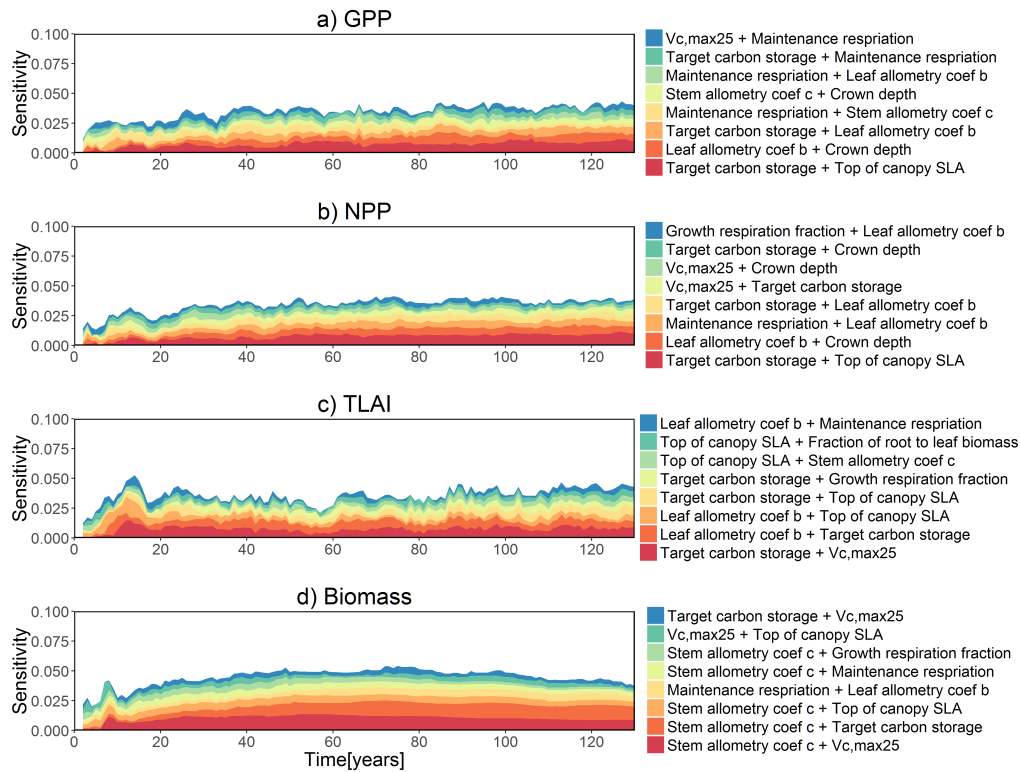 a) GPP
0.100
0.075
0.050
0.025
0.000
Sensitivity
0 20 40 60 80 100 120
Vc,max25 + Maintenance respriation
Target carbon storage + Maintenance respriation
Maintenance respriation + Leaf allometry coef b
Stem allometry coef c + Crown depth
Maintenance respriation + Stem allometry coef c
Target carbon storage + Leaf allometry coef b
Leaf allometry coef b + Crown depth
Target carbon storage + Top of canopy SLA
b) NPP
0.100
0.075
0.050
0.025
0.000
Sensitivity
0 20 40 60 80 100 120
Growth respiration fraction + Leaf allometry coef b
Target carbon storage + Crown depth
Vc,max25 + Crown depth
Vc,max25 + Target carbon storage
Target carbon storage + Leaf allometry coef b
Maintenance respriation + Leaf allometry coef b
Leaf allometry coef b + Crown depth
Target carbon storage + Top of canopy SLA
c) TLAI
0.100
0.075
0.050
0.025
0.000
Sensitivity
0 20 40 60 80 100 120
Leaf allometry coef b + Maintenance respriation
Top of canopy SLA + Fraction of root to leaf biomass
Top of canopy SLA + Stem allometry coef c
Target carbon storage + Growth respiration fraction
Target carbon storage + Top of canopy SLA
Leaf allometry coef b + Top of canopy SLA
Leaf allometry coef b + Target carbon storage
Target carbon storage + Vc,max25
d) Biomass
0.100
0.075
0.050
0.025
0.000
Sensitivity
0 20 40 60 80 100 120
Time[years]
Target carbon storage + Vc,max25
Vc,max25 + Top of canopy SLA
Stem allometry coef c + Growth respiration fraction
Stem allometry coef c + Maintenance respriation
Maintenance respriation + Leaf allometry coef b
Stem allometry coef c + Top of canopy SLA
Stem allometry coef c + Target carbon storage
Stem allometry coef c + Vc,max25